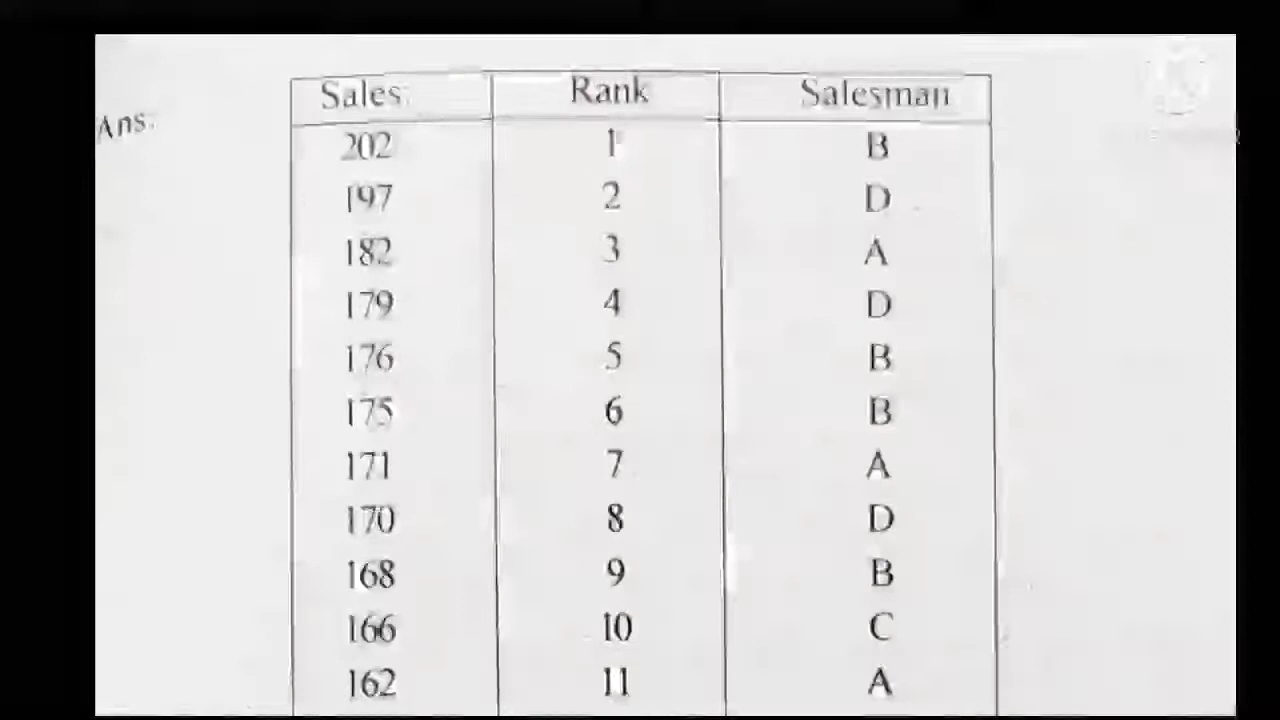 Sales Rank Salesman
Ans:
202 1 B
197 2 D
182 3 A
179 4 D
176 5 B
175 6 B
171 7 A
170 8 D
168 9 B
166 10 C
162 11 A